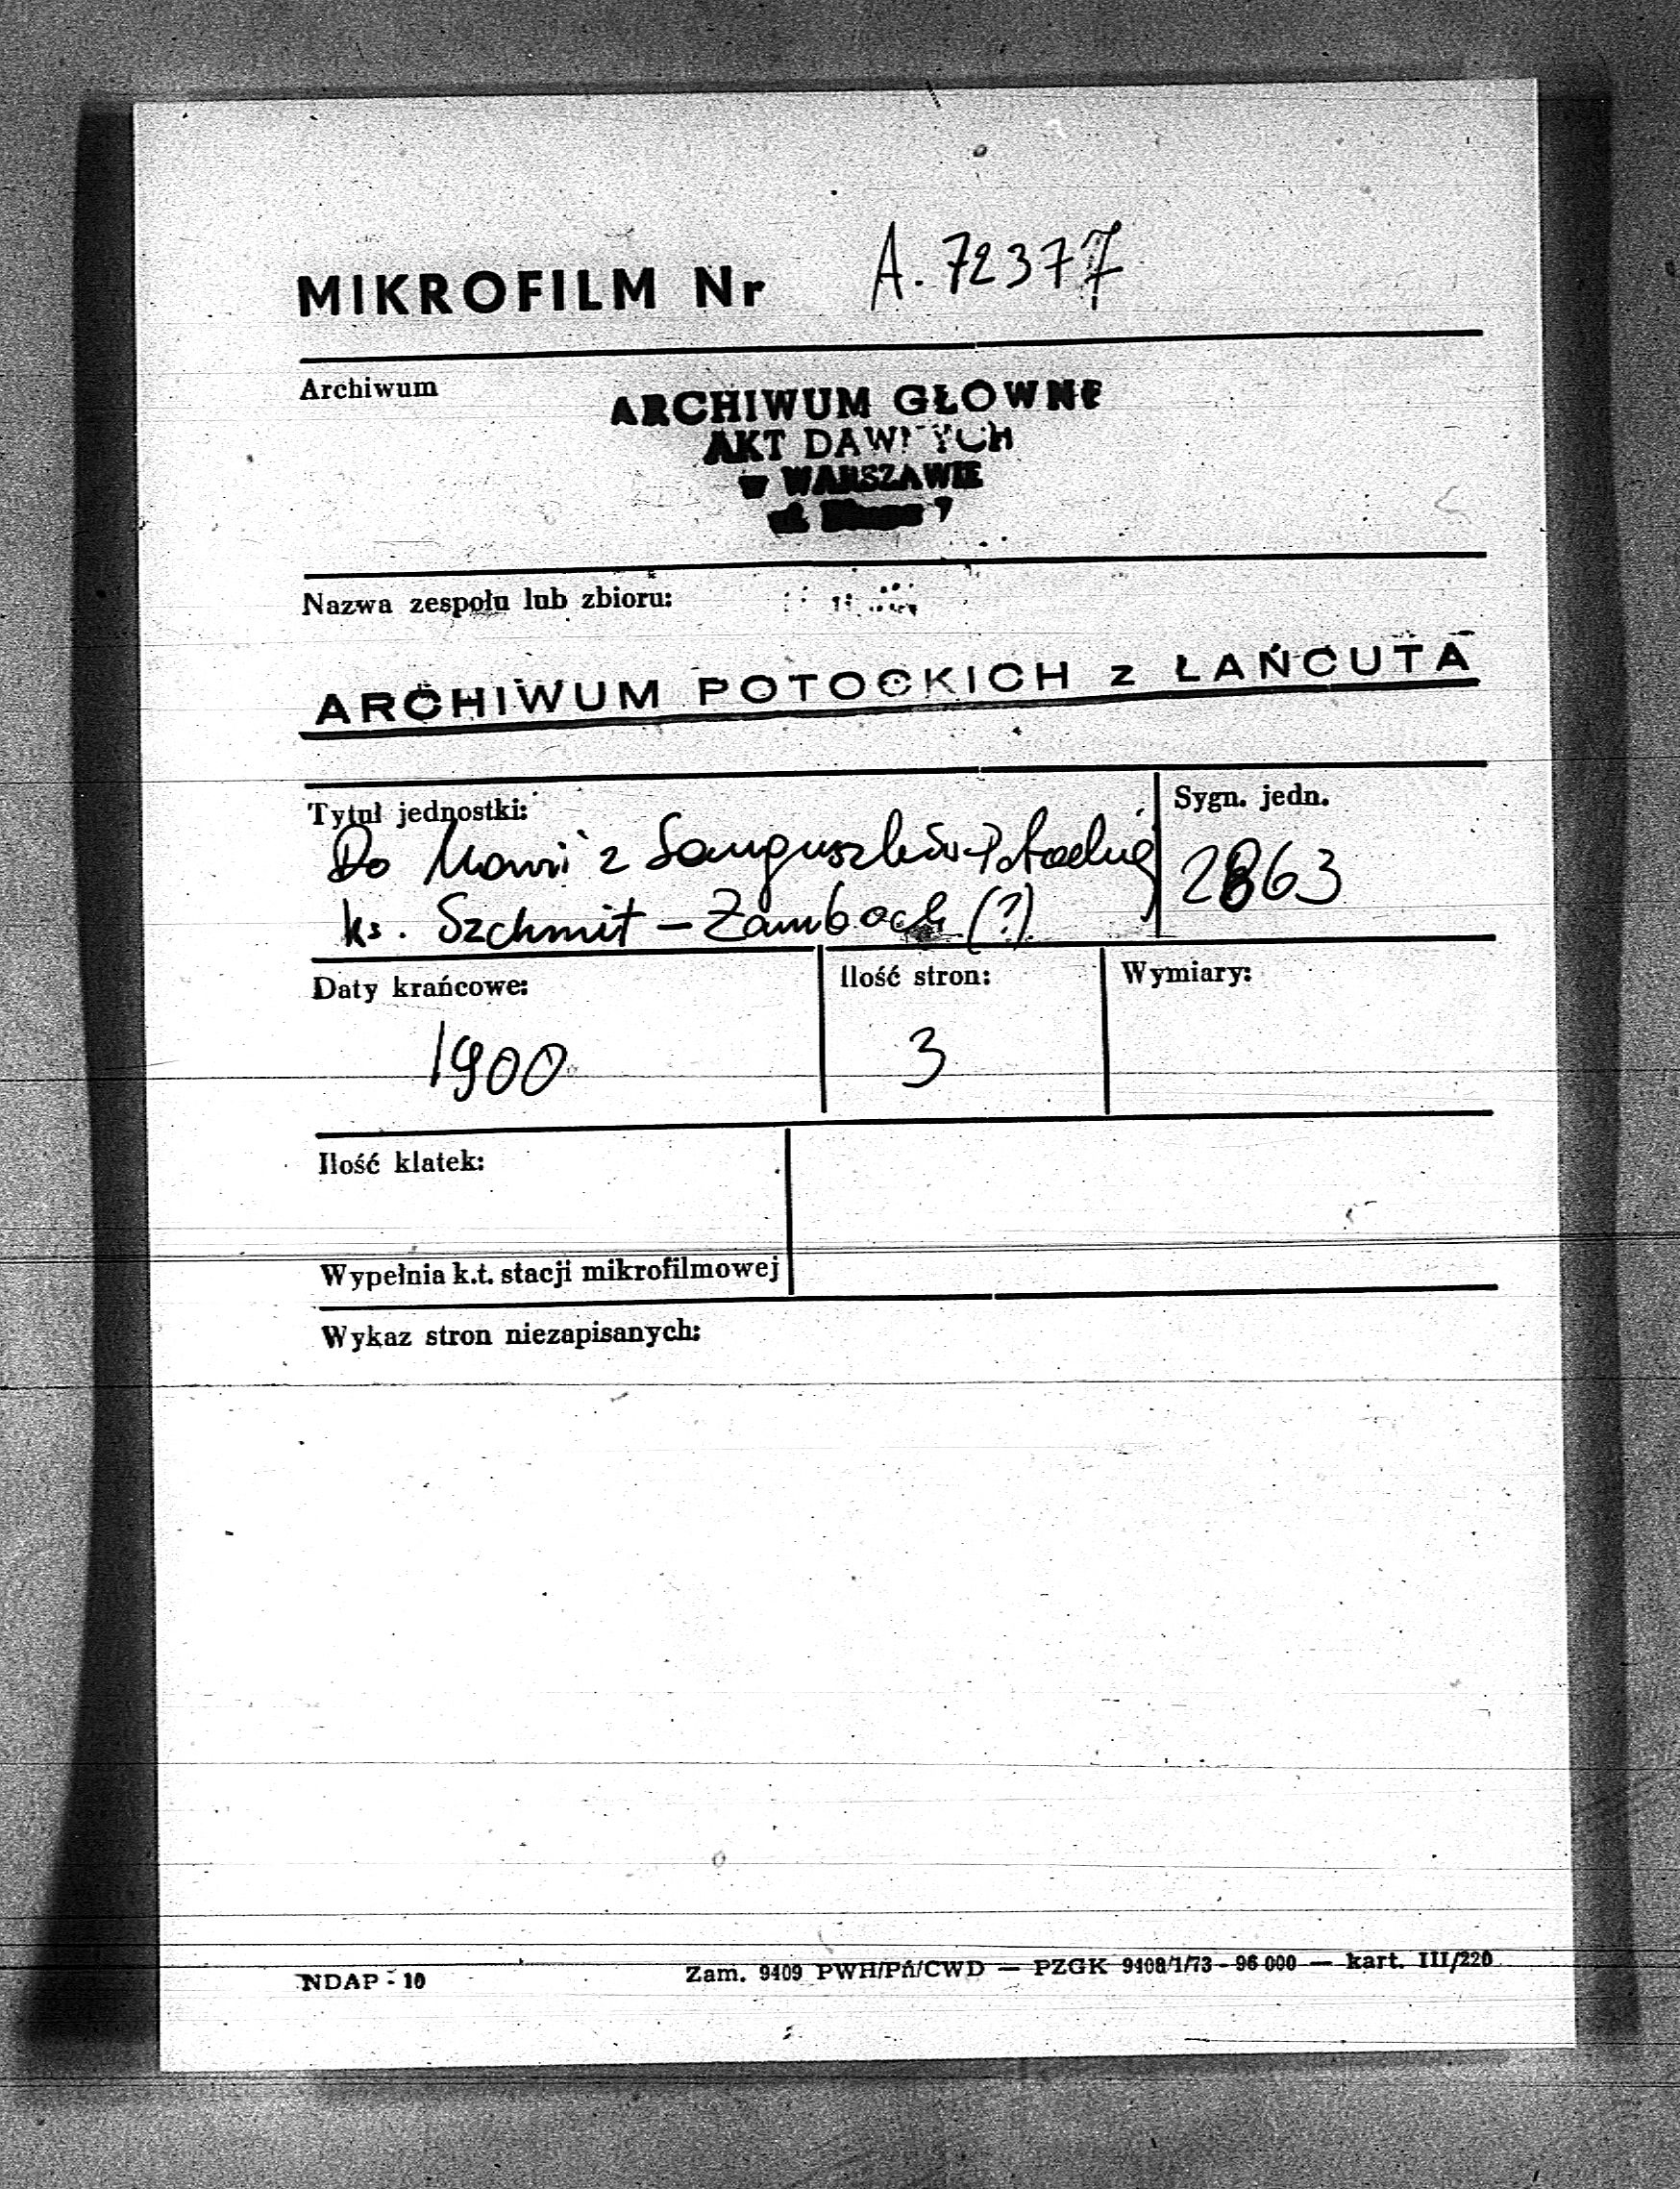 MIKROFILM Nr A. 72377
Archiwum
ARCHIWUM GŁOWNE
AKT DAWNYCH
w WARSZAWIE
ul. 7
Nazwa zespołu lub zbioru:
ARCHIWUM POTOCKICH z ŁAŃCUTA
Tytuł jednostki:
Do Marii z Sanguszków-Potockiej
ks. Szchmit - Zambach (?)
Sygn. jedn.
2863
Daty krańcowe:
1900
Ilość stron:
3
Wymiary:
Ilość klatek:
Wypełnia k.t. stacji mikrofilmowej
Wykaz stron niezapisanych:
NDAP - 10
Zam. 9409 PWH/Pń/CWD — PZGK 9408/1/73 - 96 000 — kart. III/220